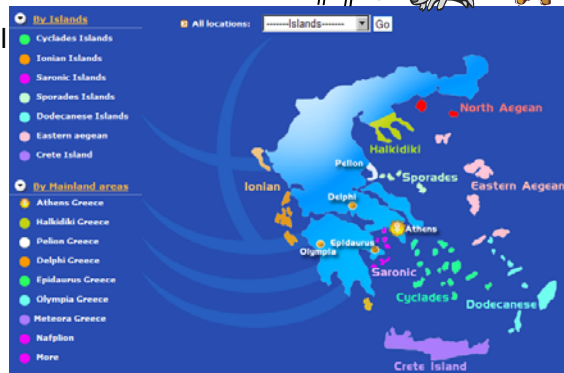 By Islands
All locations: -------Islands------- Go
Cyclades Islands
Ionian Islands
Saronic Islands
Sporades Islands
Dodecanese Islands
Eastern aegean
Crete Island
By Mainland areas
Athens Greece
Halkidiki Greece
Pelion Greece
Delphi Greece
Epidaurus Greece
Olympia Greece
Meteora Greece
Nafplion
More
North Aegean
Halkidiki
Pelion
Sporades
Ionian
Eastern Aegean
Delphi
Athens
Epidaurus
Olympia
Saronic
Cyclades
Dodecanese
Crete Island